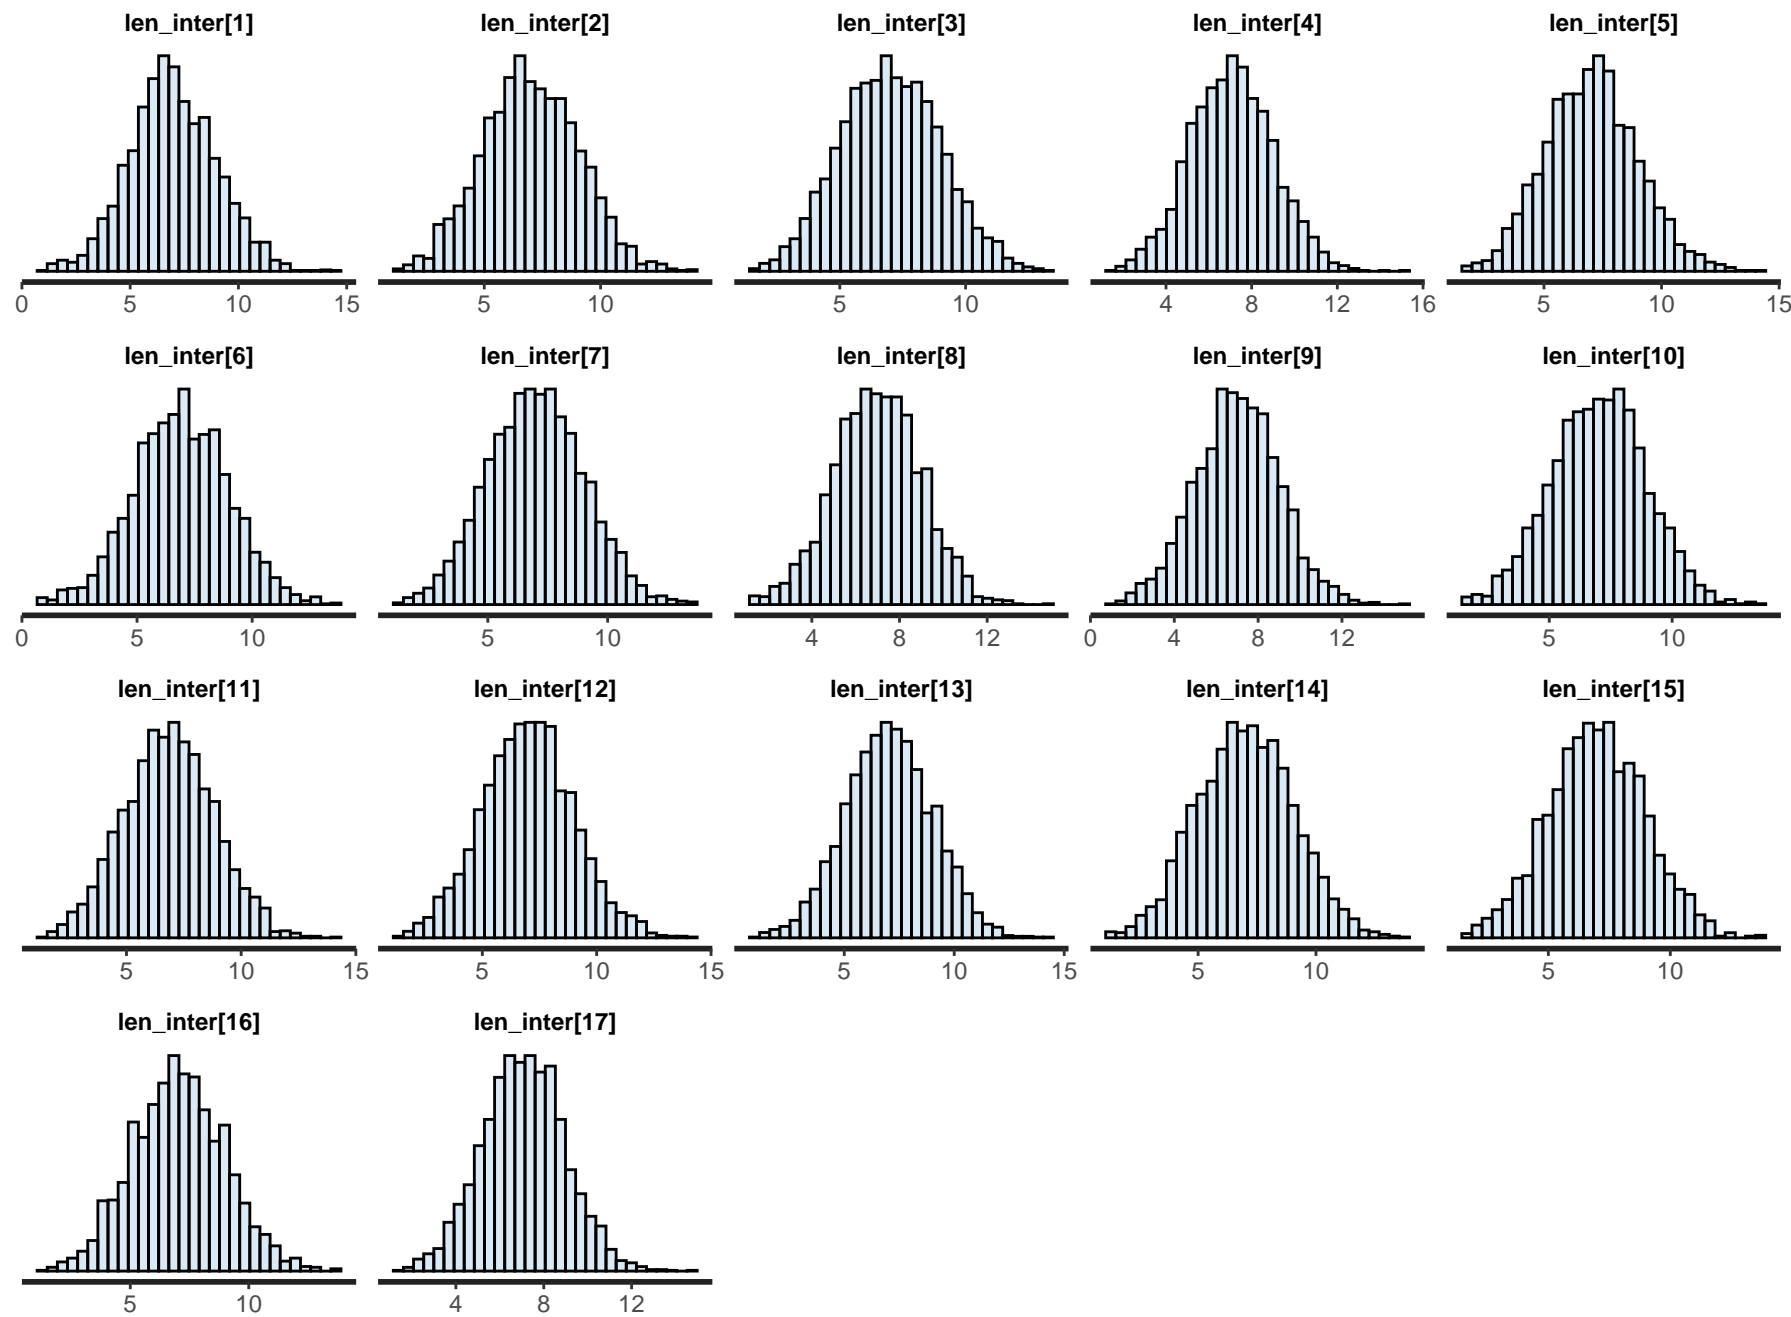 len_inter[1] len_inter[2] len_inter[3] len_inter[4] len_inter[5]
0 5 10 15 5 10 5 10 4 8 12 16 5 10 15
len_inter[6] len_inter[7] len_inter[8] len_inter[9] len_inter[10]
0 5 10 5 10 4 8 12 0 4 8 12 5 10
len_inter[11] len_inter[12] len_inter[13] len_inter[14] len_inter[15]
5 10 15 5 10 15 5 10 15 5 10 5 10
len_inter[16] len_inter[17]
5 10 4 8 12